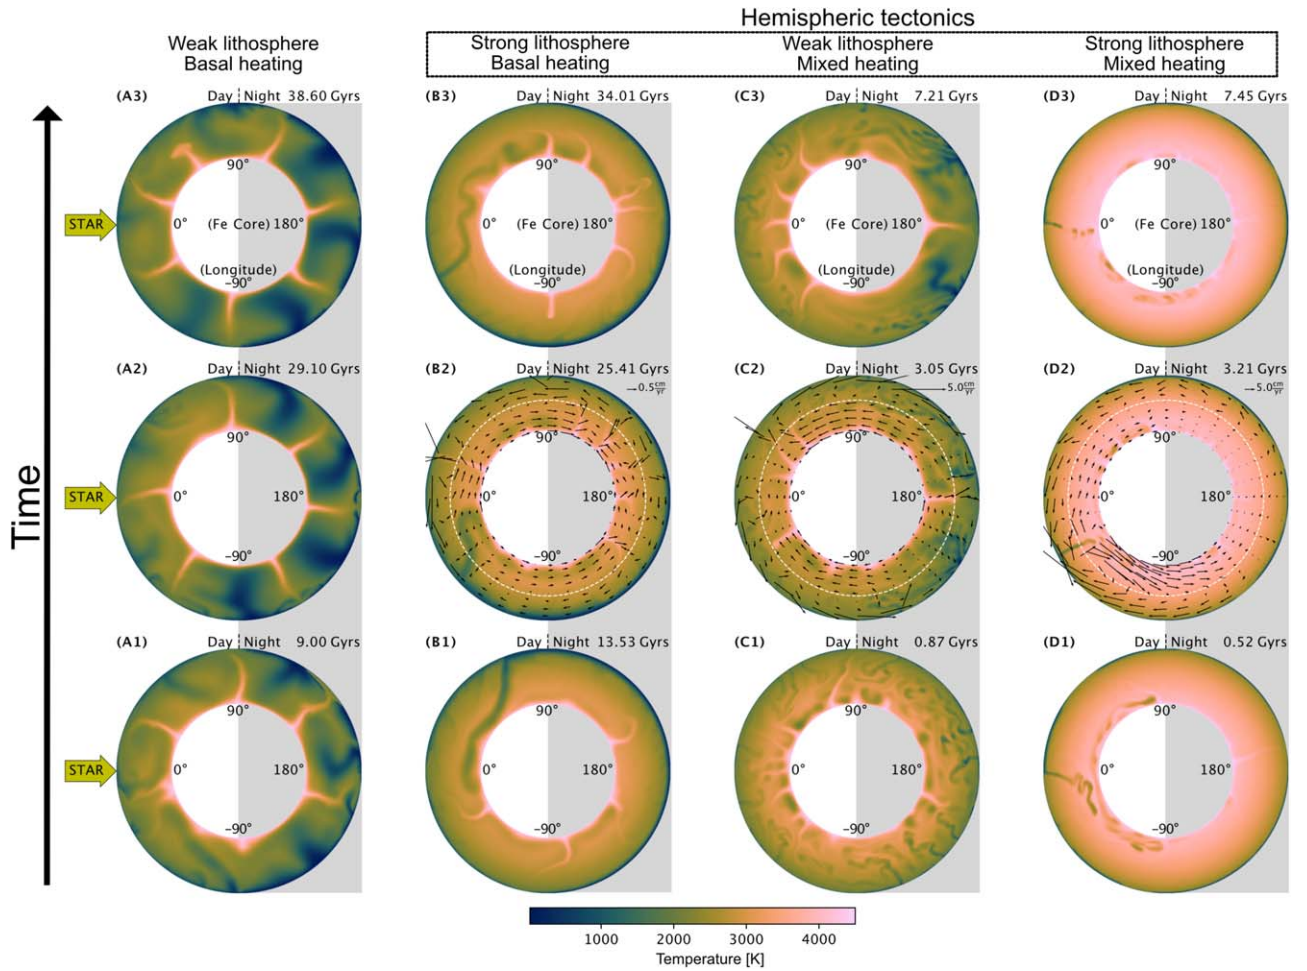 Hemispheric tectonics
Weak lithosphere
Basal heating
Strong lithosphere
Basal heating
Weak lithosphere
Mixed heating
Strong lithosphere
Mixed heating
Time
(A3) Day Night 38.60 Gyrs
STAR
90°
0° (Fe Core) 180°
(Longitude)
−90°
(B3) Day Night 34.01 Gyrs
90°
0° (Fe Core) 180°
(Longitude)
−90°
(C3) Day Night 7.21 Gyrs
90°
0° (Fe Core) 180°
(Longitude)
−90°
(D3) Day Night 7.45 Gyrs
90°
0° (Fe Core) 180°
(Longitude)
−90°
(A2) Day Night 29.10 Gyrs
STAR
90°
0° 180°
−90°
(B2) Day Night 25.41 Gyrs
0.5 cm/yr
90°
0° 180°
−90°
(C2) Day Night 3.05 Gyrs
5.0 cm/yr
90°
0° 180°
−90°
(D2) Day Night 3.21 Gyrs
5.0 cm/yr
90°
0° 180°
−90°
(A1) Day Night 9.00 Gyrs
STAR
90°
0° 180°
−90°
(B1) Day Night 13.53 Gyrs
90°
0° 180°
−90°
(C1) Day Night 0.87 Gyrs
90°
0° 180°
−90°
(D1) Day Night 0.52 Gyrs
90°
0° 180°
−90°
1000 2000 3000 4000
Temperature [K]